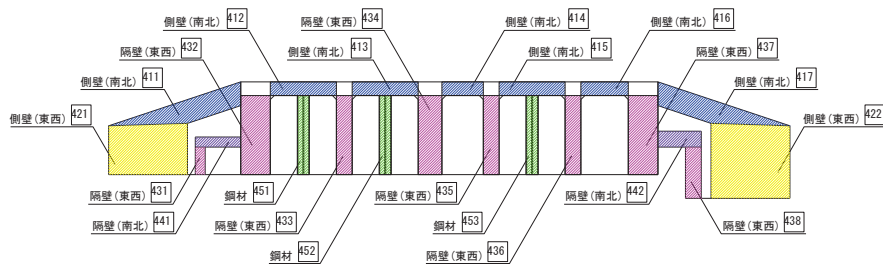 側壁(南北) 412
隔壁(東西) 434
側壁(南北) 414
側壁(南北) 416
隔壁(東西) 432
側壁(南北) 413
側壁(南北) 415
隔壁(東西) 437
側壁(南北) 411
側壁(南北) 417
側壁(東西) 421
側壁(東西) 422
隔壁(東西) 431
鋼材 451
隔壁(東西) 435
隔壁(南北) 442
隔壁(南北) 441
隔壁(東西) 433
鋼材 453
隔壁(東西) 438
鋼材 452
隔壁(東西) 436